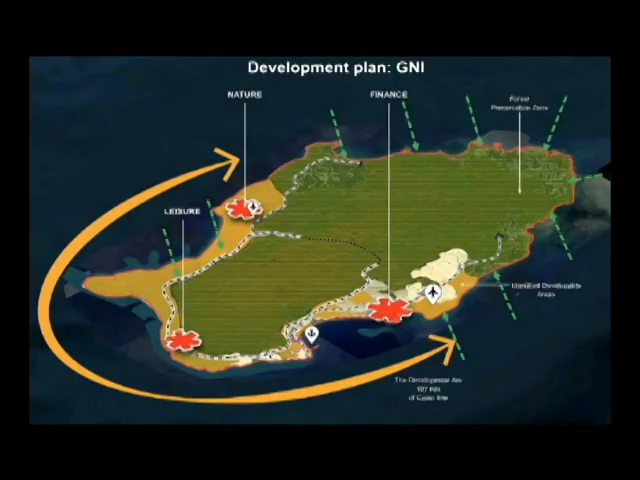 Development plan: GNI
NATURE
FINANCE
Forest
Preservation Zone
LEISURE
Identified Developable
Areas
The Development Arc
of Coast line